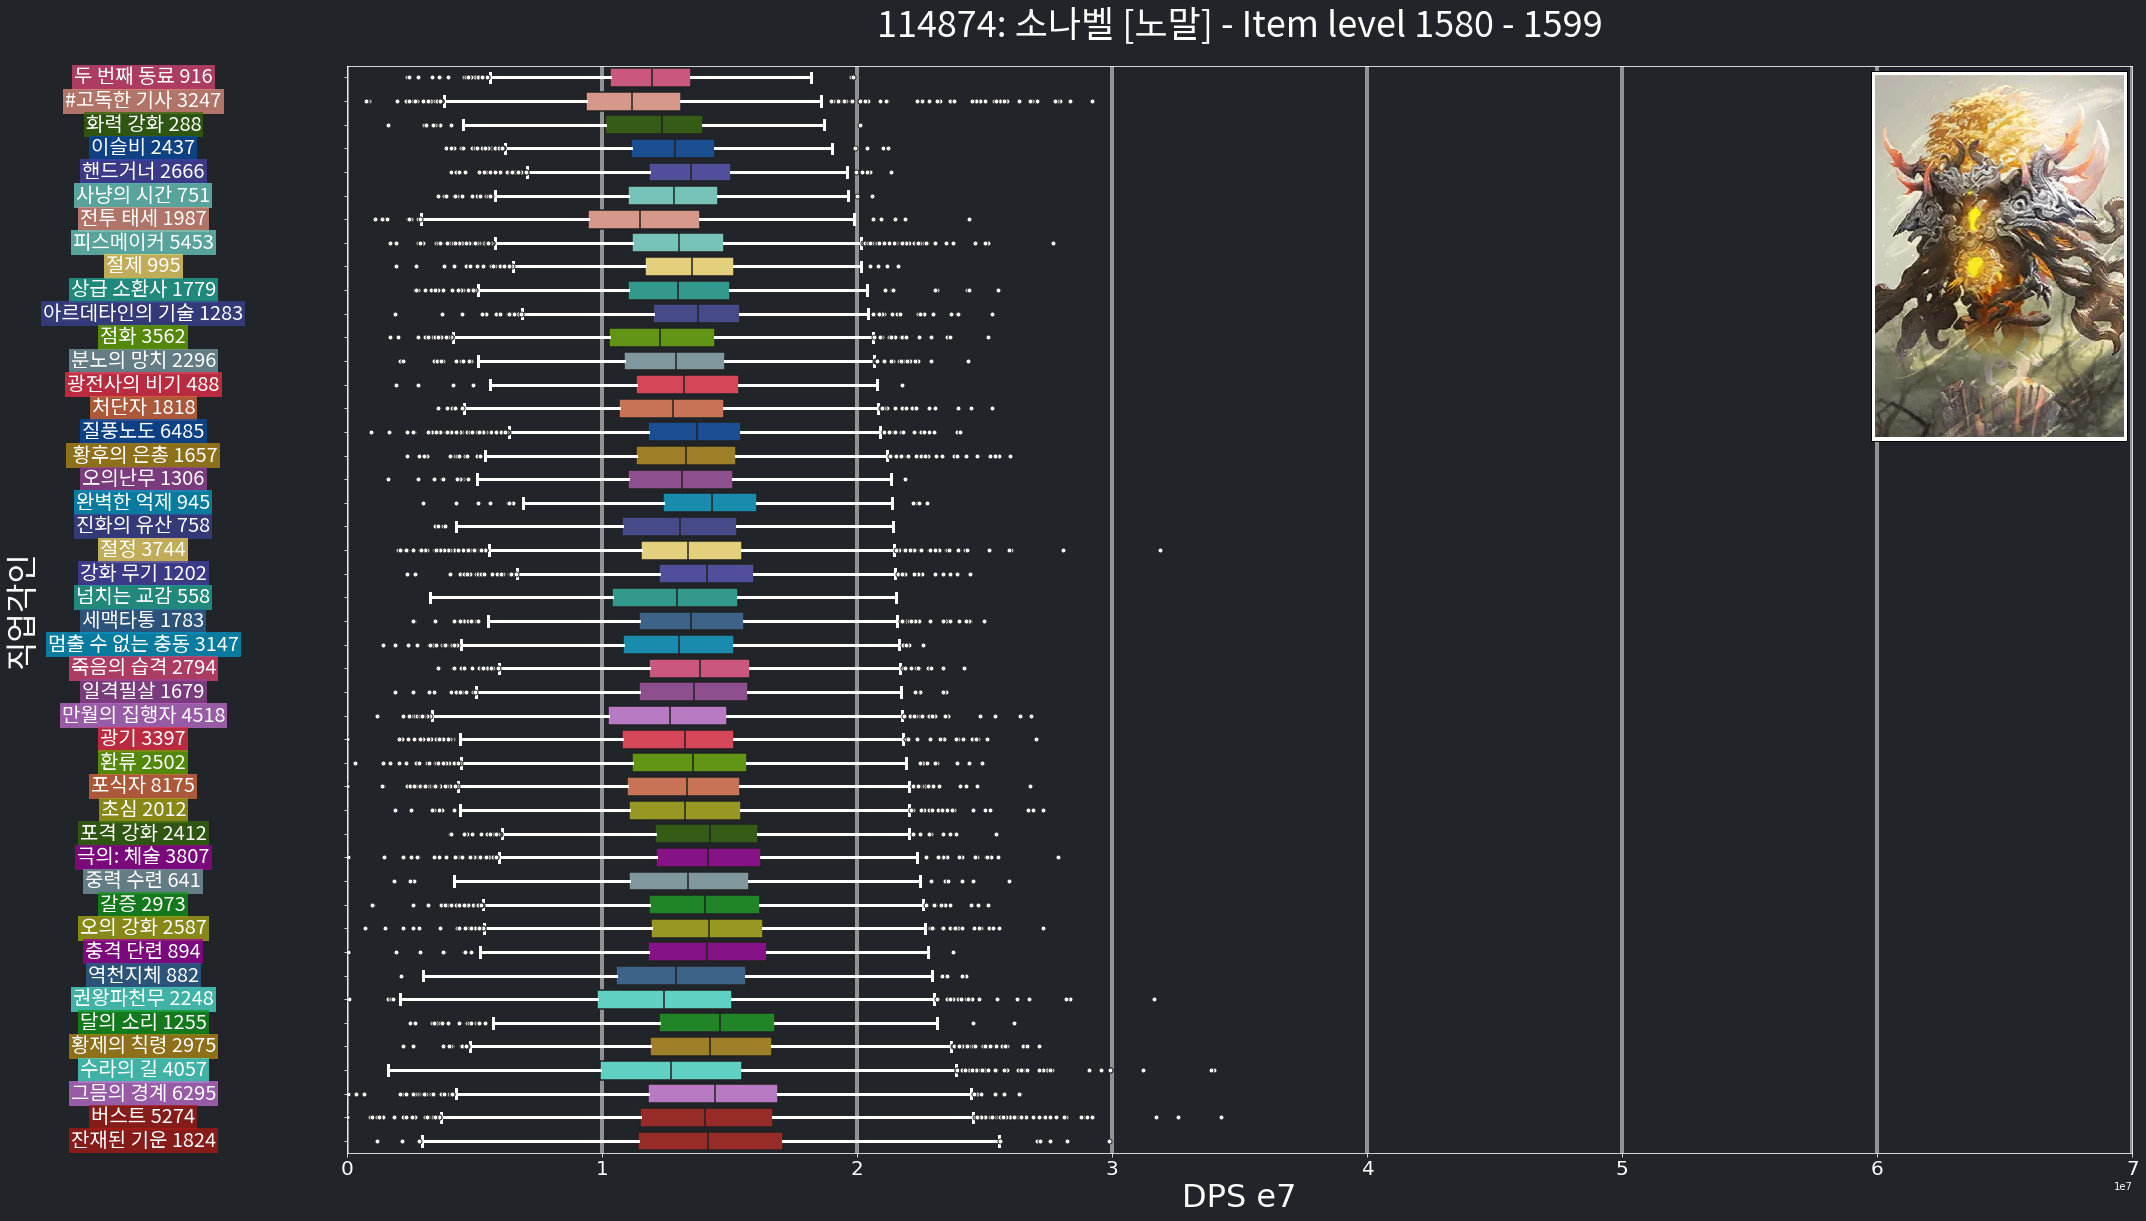 114874: 소나벨 [노말] - Item level 1580 - 1599
직업각인
두 번째 동료 916
#고독한 기사 3247
화력 강화 288
이슬비 2437
핸드거너 2666
사냥의 시간 751
전투 태세 1987
피스메이커 5453
절제 995
상급 소환사 1779
아르데타인의 기술 1283
점화 3562
분노의 망치 2296
광전사의 비기 488
처단자 1818
질풍노도 6485
황후의 은총 1657
오의난무 1306
완벽한 억제 945
진화의 유산 758
절정 3744
강화 무기 1202
넘치는 교감 558
세맥타통 1783
멈출 수 없는 충동 3147
죽음의 습격 2794
일격필살 1679
만월의 집행자 4518
광기 3397
환류 2502
포식자 8175
초심 2012
포격 강화 2412
극의: 체술 3807
중력 수련 641
갈증 2973
오의 강화 2587
충격 단련 894
역천지체 882
권왕파천무 2248
달의 소리 1255
황제의 칙령 2975
수라의 길 4057
그믐의 경계 6295
버스트 5274
잔재된 기운 1824
0 1 2 3 4 5 6 7
1e7
DPS e7